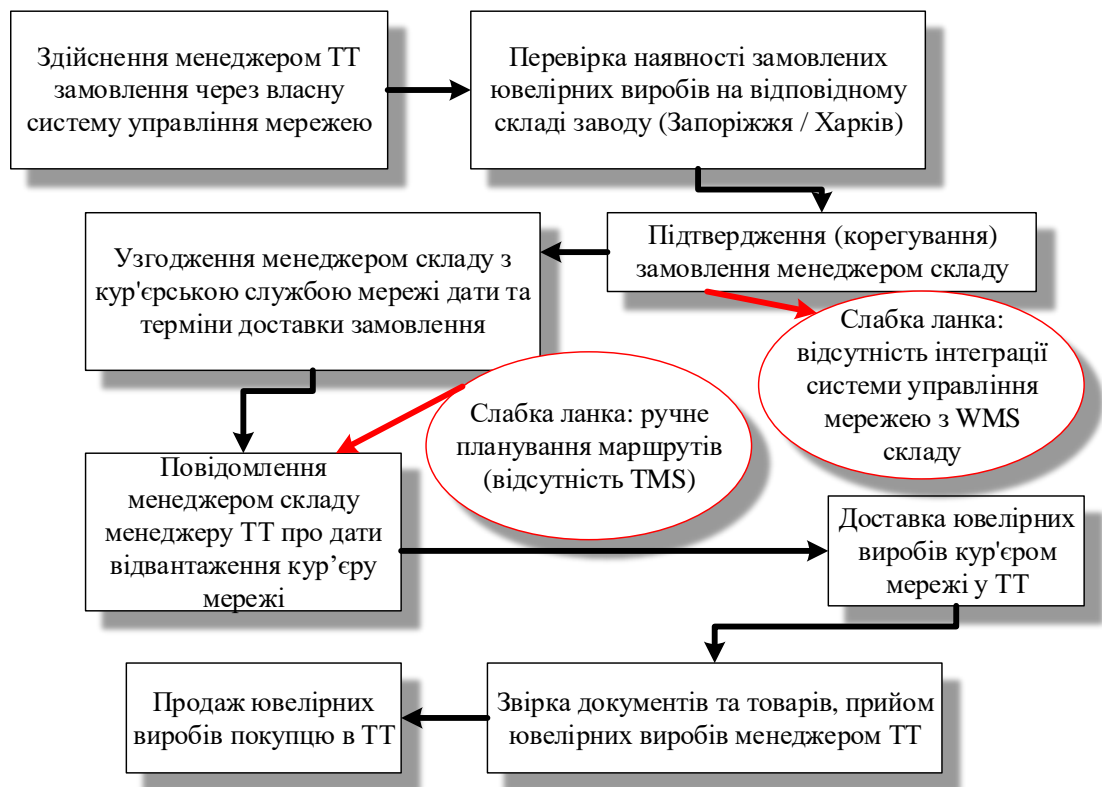 Здійснення менеджером ТТ
замовлення через власну
систему управління мережею
Перевірка наявності замовлених
ювелірних виробів на відповідному
складі заводу (Запоріжжя / Харків)
Підтвердження (корегування)
замовлення менеджером складу
Узгодження менеджером складу з
кур'єрською службою мережі дати та
терміни доставки замовлення
Слабка ланка:
відсутність інтеграції
системи управління
мережею з WMS
складу
Слабка ланка: ручне
планування маршрутів
(відсутність TMS)
Повідомлення
менеджером складу
менеджеру ТТ про дати
відвантаження кур’єру
мережі
Доставка ювелірних
виробів кур'єром
мережі у ТТ
Звірка документів та товарів, прийом
ювелірних виробів менеджером ТТ
Продаж ювелірних
виробів покупцю в ТТ